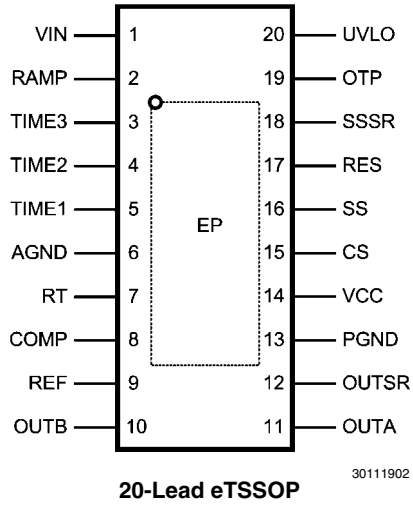 VIN 1 20 UVLO
RAMP 2 19 OTP
TIME3 3 18 SSSR
TIME2 4 17 RES
TIME1 5 16 SS
EP
AGND 6 15 CS
RT 7 14 VCC
COMP 8 13 PGND
REF 9 12 OUTSR
OUTB 10 11 OUTA
30111902
20-Lead eTSSOP